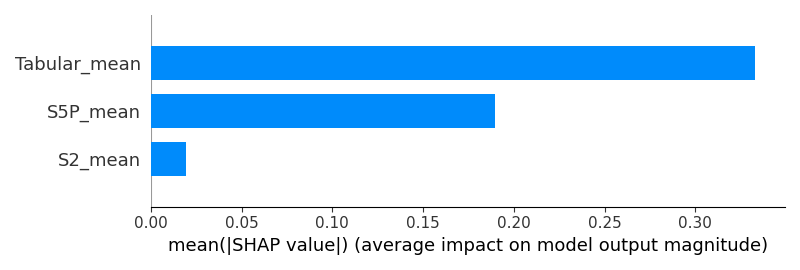 Tabular_mean
S5P_mean
S2_mean
0.00 0.05 0.10 0.15 0.20 0.25 0.30
mean(|SHAP value|) (average impact on model output magnitude)